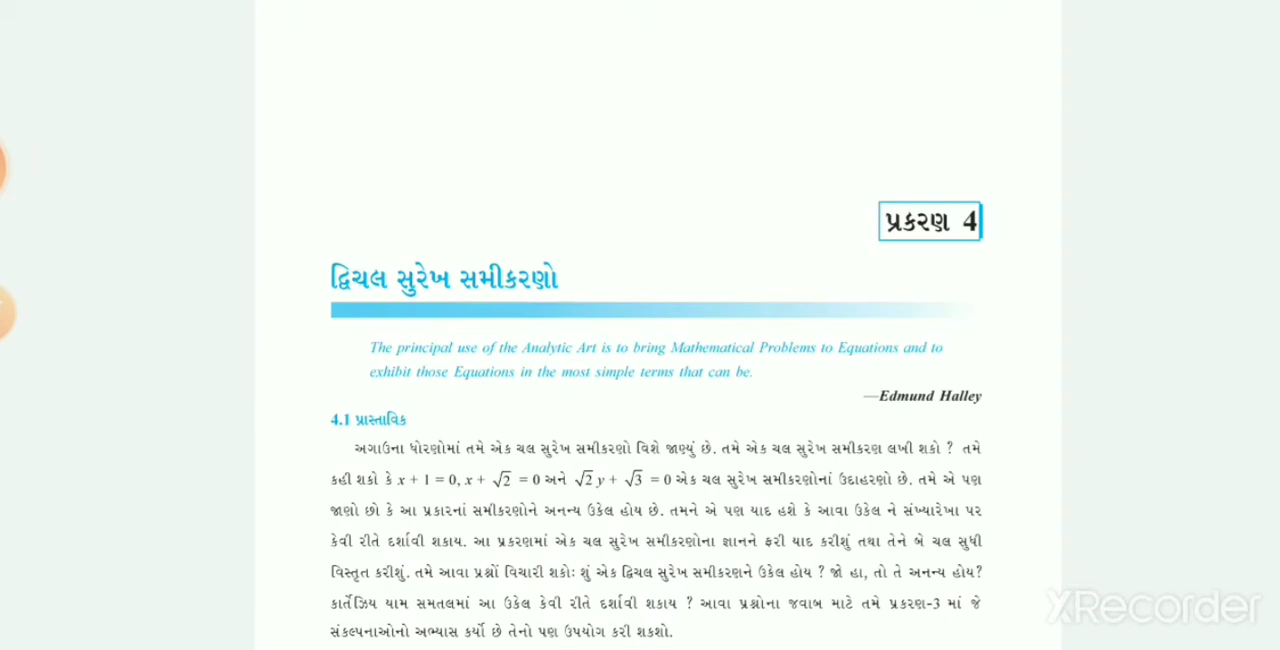 પ્રકરણ 4
દ્વિચલ સુરેખ સમીકરણો
The principal use of the Analytic Art is to bring Mathematical Problems to Equations and to
exhibit those Equations in the most simple terms that can be.
—Edmund Halley
4.1 પ્રાસ્તાવિક
અગાઉના ધોરણોમાં તમે એક ચલ સુરેખ સમીકરણો વિશે જાણ્યું છે. તમે એક ચલ સુરેખ સમીકરણ લખી શકો ? તમે
કહી શકો કે x + 1 = 0, x + √2 = 0 અને √2 y + √3 = 0 એક ચલ સુરેખ સમીકરણોનાં ઉદાહરણો છે. તમે એ પણ
જાણો છો કે આ પ્રકારનાં સમીકરણોને અનન્ય ઉકેલ હોય છે. તમને એ પણ યાદ હશે કે આવા ઉકેલ ને સંખ્યારેખા પર
કેવી રીતે દર્શાવી શકાય. આ પ્રકરણમાં એક ચલ સુરેખ સમીકરણોના જ્ઞાનને ફરી યાદ કરીશું તથા તેને બે ચલ સુધી
વિસ્તૃત કરીશું. તમે આવા પ્રશ્નોં વિચારી શકોઃ શું એક દ્વિચલ સુરેખ સમીકરણને ઉકેલ હોય ? જો હા, તો તે અનન્ય હોય?
કાર્તેઝિય યામ સમતલમાં આ ઉકેલ કેવી રીતે દર્શાવી શકાય ? આવા પ્રશ્નોના જવાબ માટે તમે પ્રકરણ-3 માં જે
સંકલ્પનાઓનો અભ્યાસ કર્યો છે તેનો પણ ઉપયોગ કરી શકશો.
XRecorder